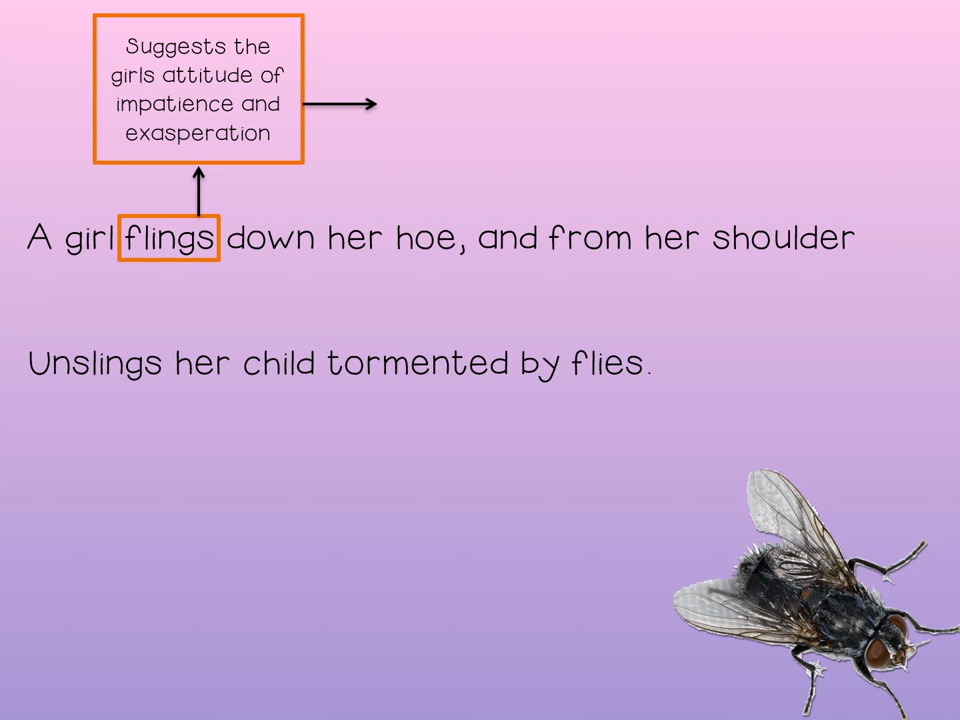 Suggests the
girls attitude of
impatience and
exasperation
A girl flings down her hoe, and from her shoulder
Unslings her child tormented by flies.